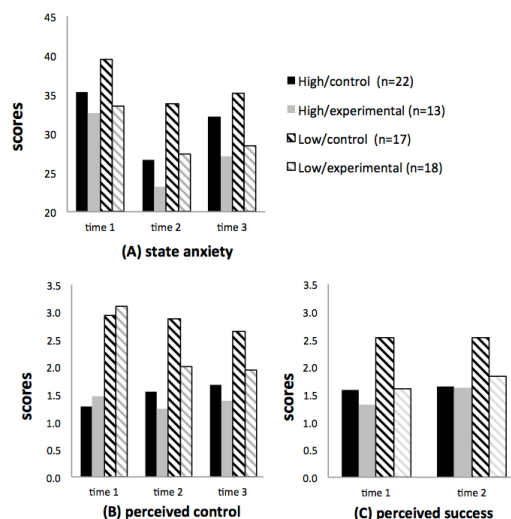 45
40
35
30
25
20
scores
time 1 time 2 time 3
(A) state anxiety
High/control (n=22)
High/experimental (n=13)
Low/control (n=17)
Low/experimental (n=18)
3.5
3.0
2.5
2.0
1.5
1.0
0.5
0.0
scores
time 1 time 2 time 3
(B) perceived control
3.5
3.0
2.5
2.0
1.5
1.0
0.5
0.0
scores
time 1 time 2
(C) perceived success